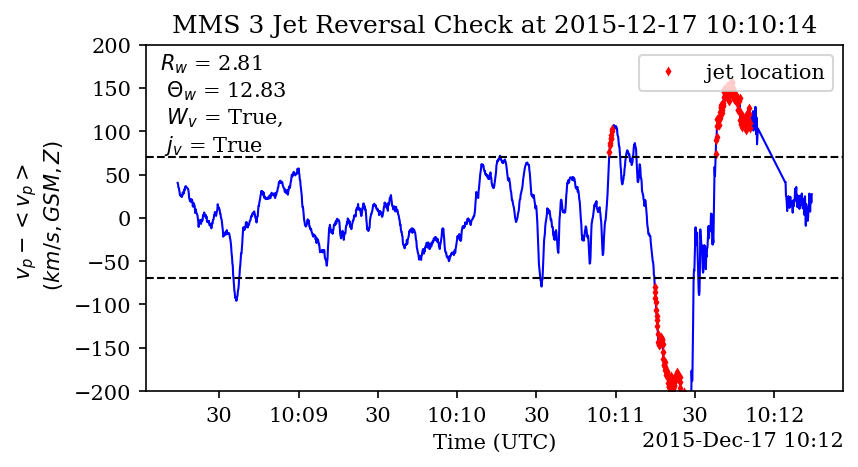 MMS 3 Jet Reversal Check at 2015-12-17 10:10:14
R_w = 2.81
Θ_w = 12.83
W_v = True,
j_v = True
jet location
200
150
100
50
0
−50
−100
−150
−200
v_p − <v_p>
(km/s, GSM, Z)
30 10:09 30 10:10 30 10:11 30 10:12
Time (UTC)
2015-Dec-17 10:12